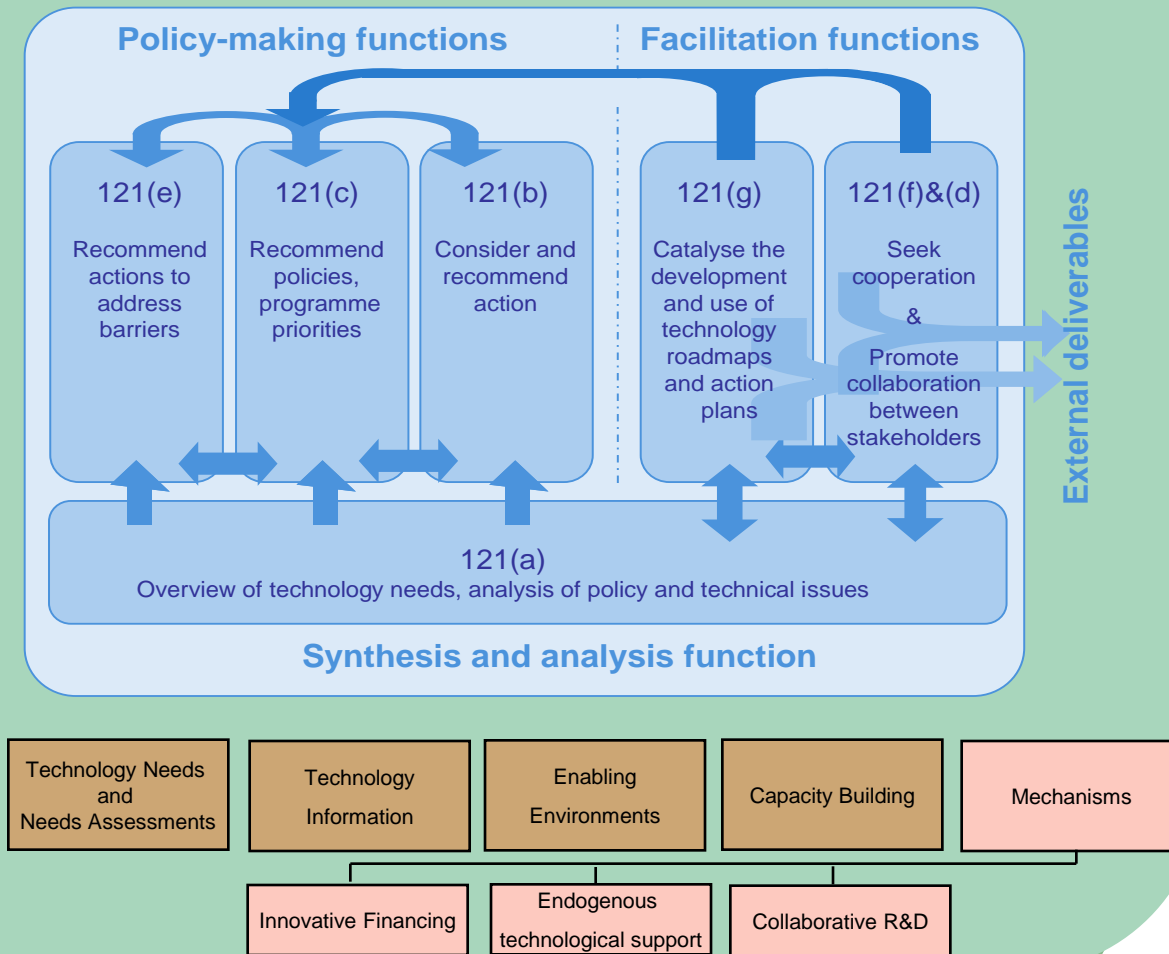 Policy-making functions
Facilitation functions
121(e)
Recommend
actions to
address
barriers
121(c)
Recommend
policies,
programme
priorities
121(b)
Consider and
recommend
action
121(g)
Catalyse the
development
and use of
technology
roadmaps
and action
plans
121(f)&(d)
Seek
cooperation
&
Promote
collaboration
between
stakeholders
External deliverables
121(a)
Overview of technology needs, analysis of policy and technical issues
Synthesis and analysis function
Technology Needs
and
Needs Assessments
Technology
Information
Enabling
Environments
Capacity Building
Mechanisms
Innovative Financing
Endogenous
technological support
Collaborative R&D